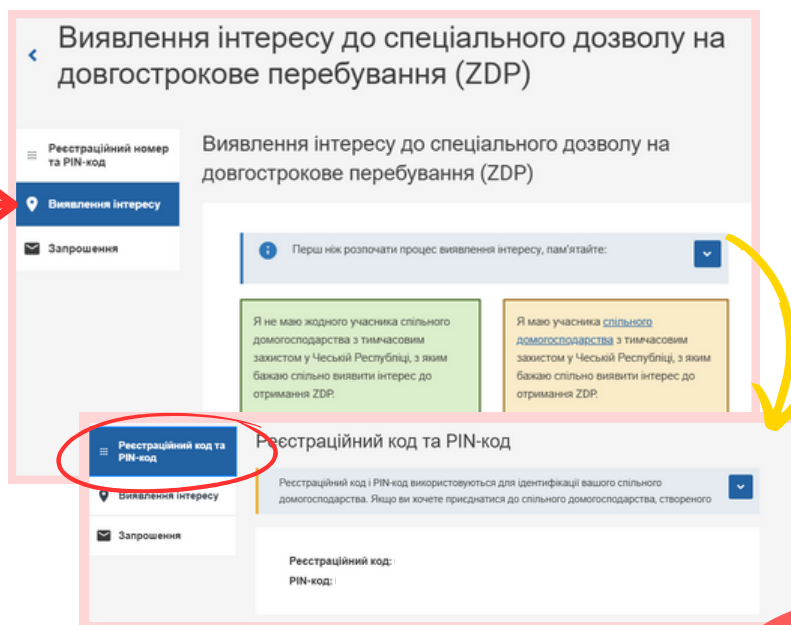 Виявлення інтересу до спеціального дозволу на
довгострокове перебування (ZDP)
Реєстраційний номер
та PIN-код
Виявлення інтересу
Запрошення
Виявлення інтересу до спеціального дозволу на
довгострокове перебування (ZDP)
Перш ніж розпочати процес виявлення інтересу, пам'ятайте:
Я не маю жодного учасника спільного
домогосподарства з тимчасовим
захистом у Чеській Республіці, з яким
бажаю спільно виявити інтерес до
отримання ZDP.
Я маю учасника спільного
домогосподарства з тимчасовим
захистом у Чеській Республіці, з яким
бажаю спільно виявити інтерес до
отримання ZDP.
Реєстраційний код та
PIN-код
Виявлення інтересу
Запрошення
Реєстраційний код та PIN-код
Реєстраційний код і PIN-код використовуються для ідентифікації вашого спільного
домогосподарства. Якщо ви хочете приєднатися до спільного домогосподарства, створеного
Реєстраційний код:
PIN-код: